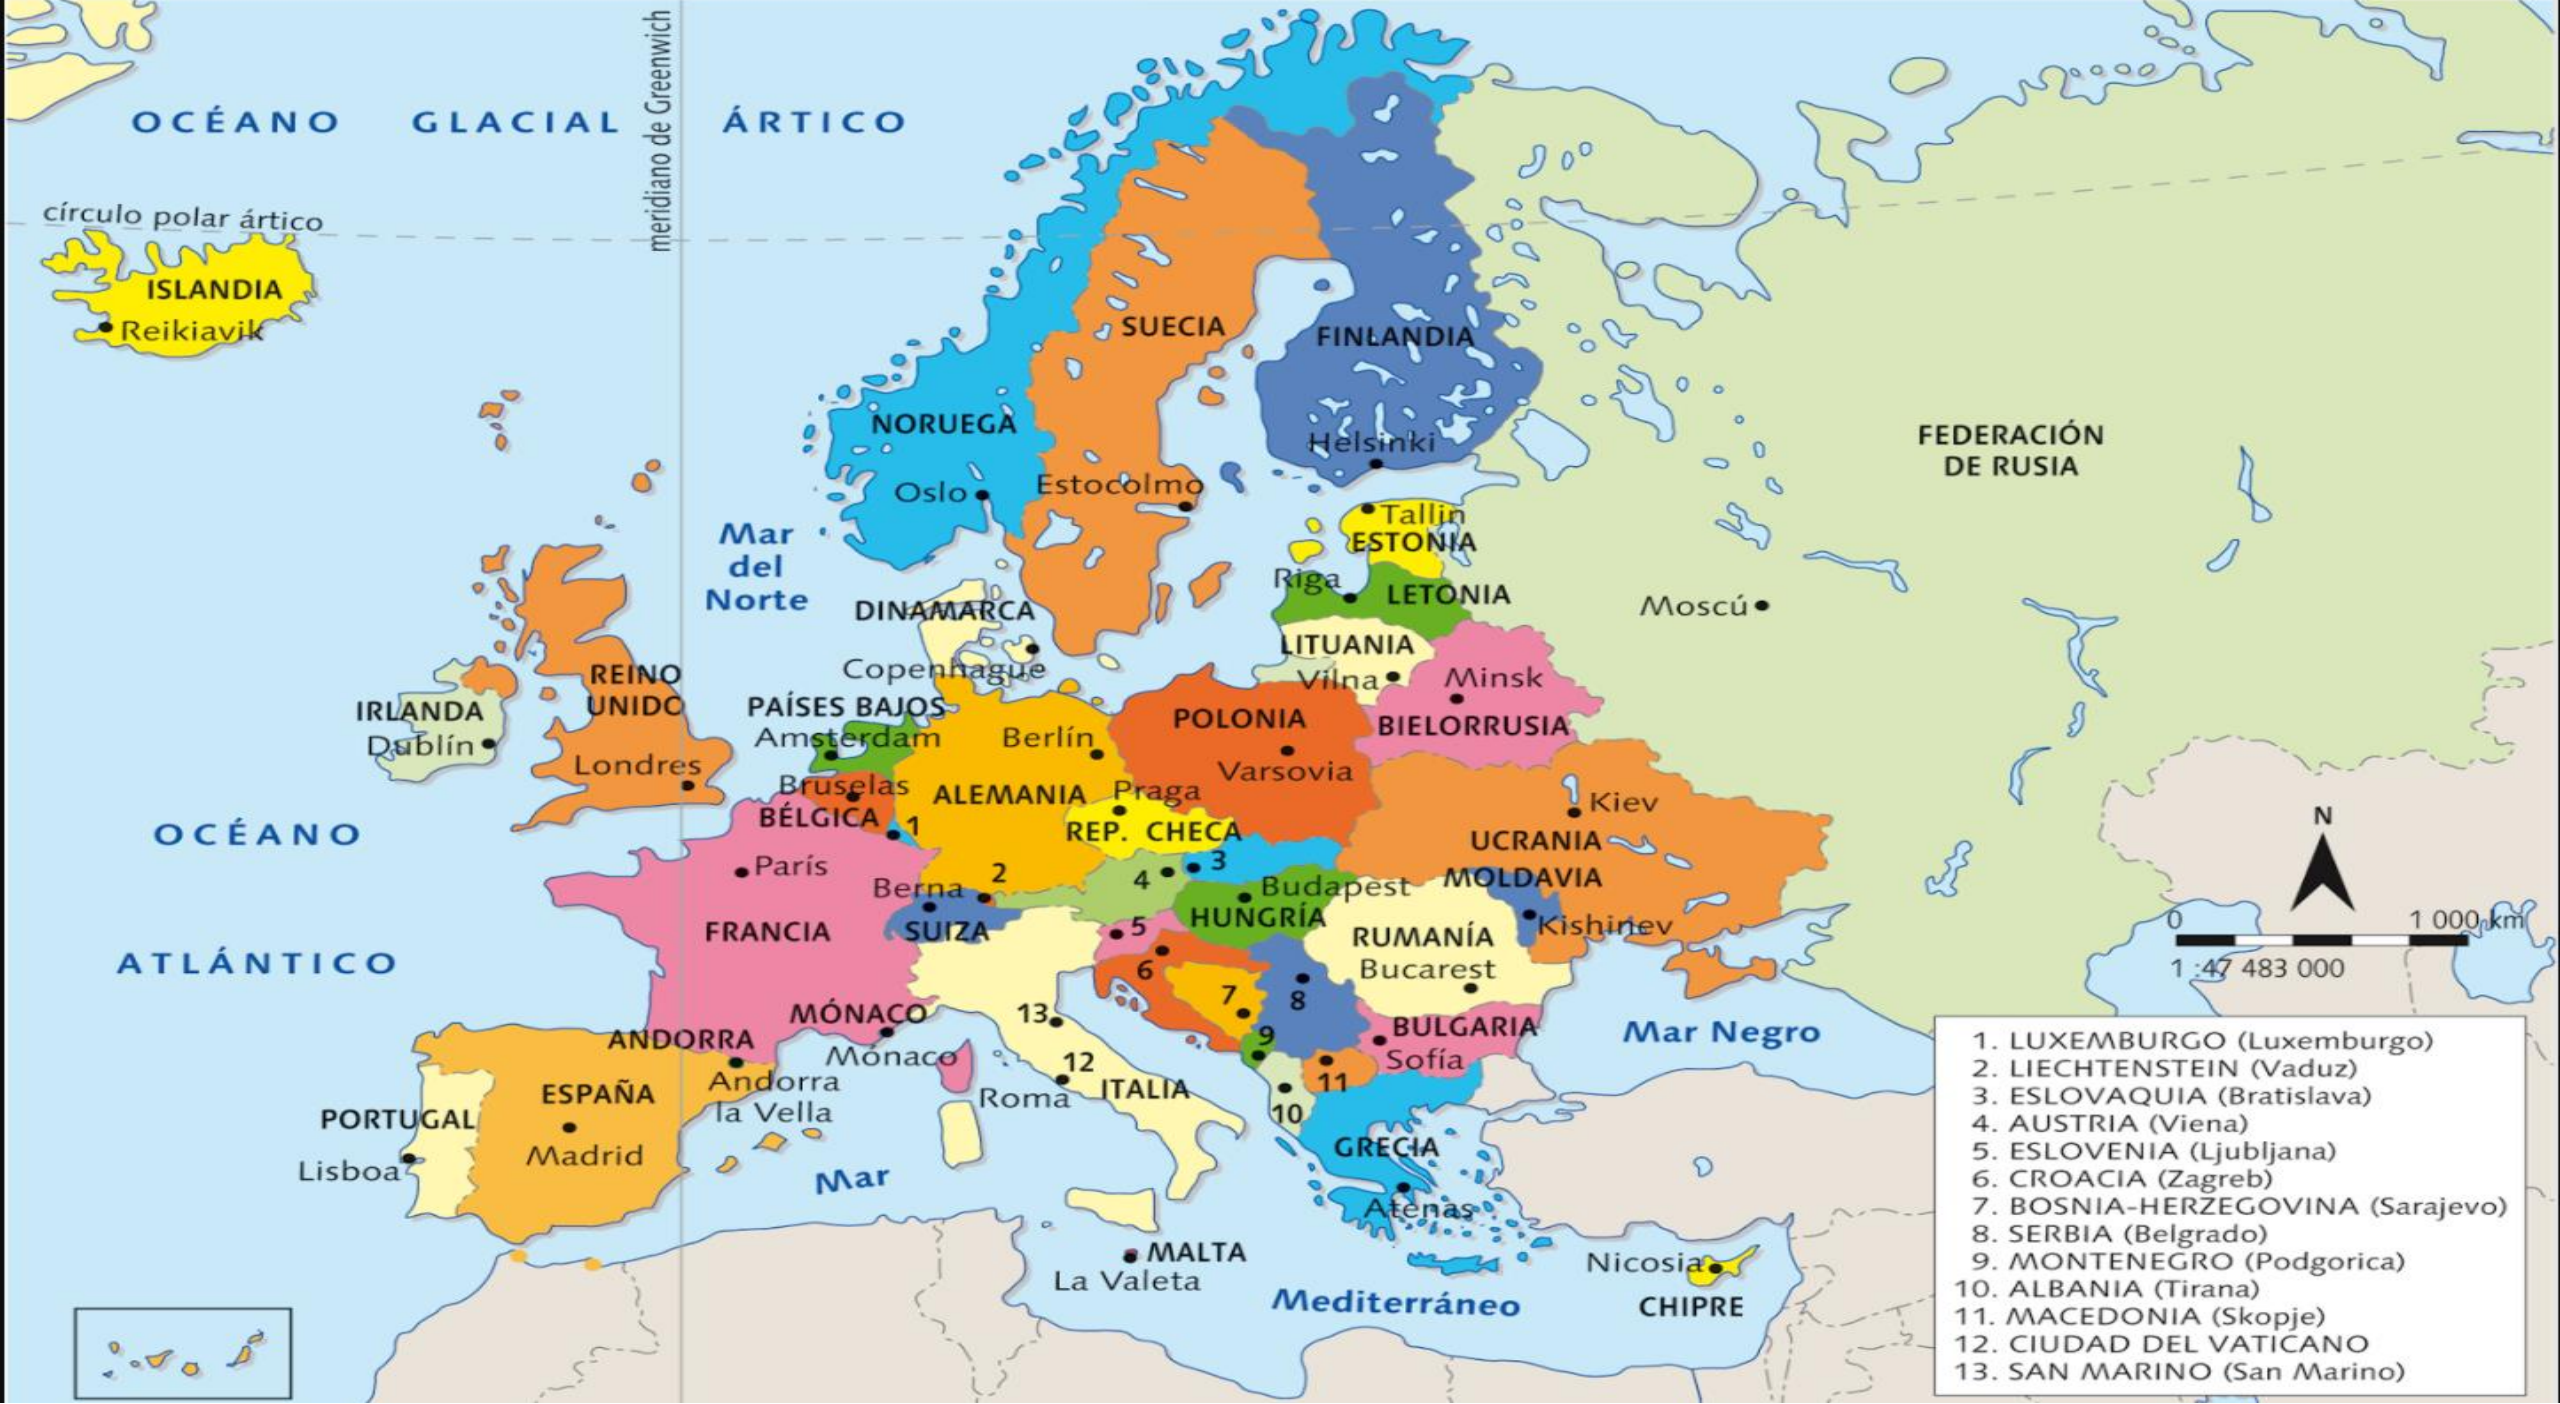 OCÉANO GLACIAL ÁRTICO
meridiano de Greenwich
círculo polar ártico
ISLANDIA
Reikiavik
SUECIA
FINLANDIA
NORUEGA
Helsinki
Oslo
Estocolmo
FEDERACIÓN
DE RUSIA
Mar
del
Norte
Tallin
ESTONIA
Riga
LETONIA
Moscú
DINAMARCA
Copenhague
LITUANIA
Vilna
Minsk
BIELORRUSIA
REINO
UNIDO
Londres
IRLANDA
Dublín
PAÍSES BAJOS
Amsterdam
Berlín
ALEMANIA
POLONIA
Varsovia
Bruselas
BÉLGICA
1
Praga
REP. CHECA
Kiev
UCRANIA
MOLDAVIA
Kishinev
OCÉANO
ATLÁNTICO
París
FRANCIA
Berna
2
SUIZA
3
4
Budapest
HUNGRÍA
5
6
7
8
9
10
11
12
13
RUMANÍA
Bucarest
BULGARIA
Sofía
Mar Negro
MÓNACO
Mónaco
ANDORRA
Andorra
la Vella
ESPAÑA
Madrid
PORTUGAL
Lisboa
Roma
ITALIA
GRECIA
Atenas
Mar
Mediterráneo
MALTA
La Valeta
Nicosia
CHIPRE
N
0 1 000 km
1 :47 483 000
1. LUXEMBURGO (Luxemburgo)
2. LIECHTENSTEIN (Vaduz)
3. ESLOVAQUIA (Bratislava)
4. AUSTRIA (Viena)
5. ESLOVENIA (Ljubljana)
6. CROACIA (Zagreb)
7. BOSNIA-HERZEGOVINA (Sarajevo)
8. SERBIA (Belgrado)
9. MONTENEGRO (Podgorica)
10. ALBANIA (Tirana)
11. MACEDONIA (Skopje)
12. CIUDAD DEL VATICANO
13. SAN MARINO (San Marino)